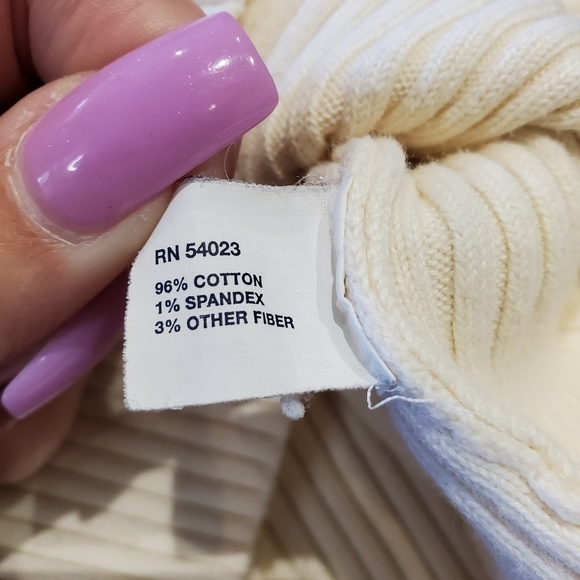 RN 54023
96% COTTON
1% SPANDEX
3% OTHER FIBER